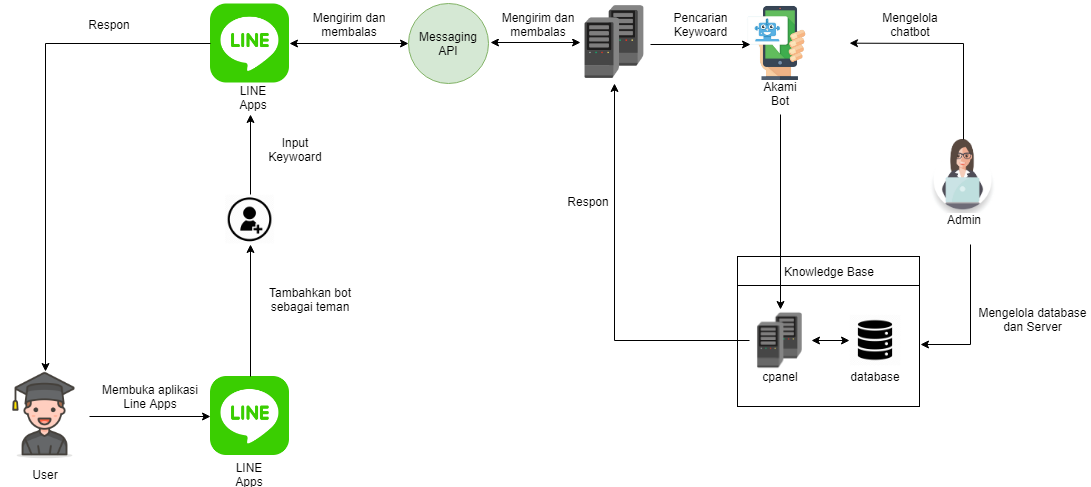 Respon
LINE
LINE
Apps
Mengirim dan
membalas
Messaging
API
Mengirim dan
membalas
Pencarian
Keywoard
Akami
Bot
Mengelola
chatbot
Input
Keywoard
Admin
Respon
Tambahkan bot
sebagai teman
Knowledge Base
cpanel
database
Mengelola database
dan Server
User
Membuka aplikasi
Line Apps
LINE
LINE
Apps